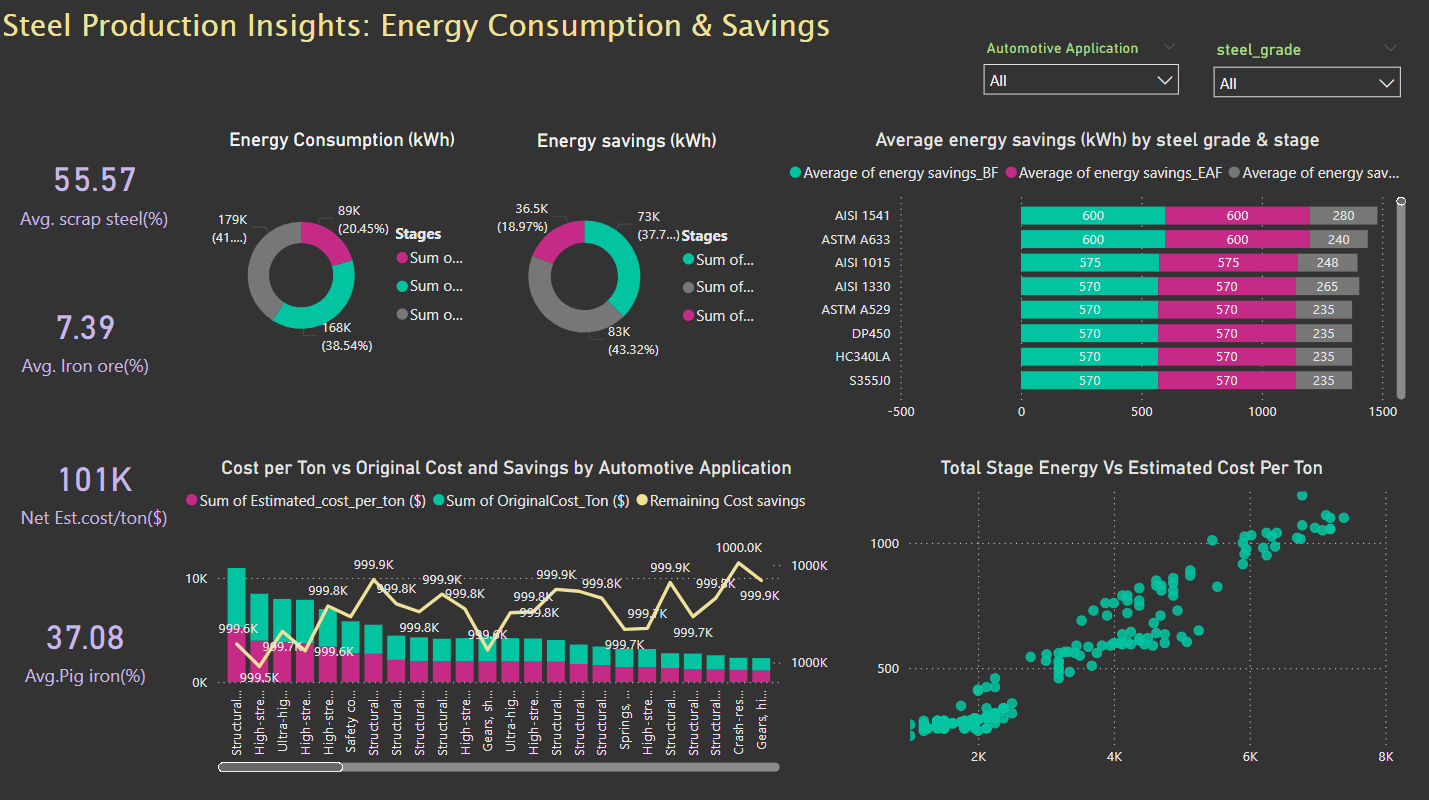 Steel Production Insights: Energy Consumption & Savings
Automotive Application
All
steel_grade
All
55.57
Avg. scrap steel(%)
7.39
Avg. Iron ore(%)
101K
Net Est.cost/ton($)
37.08
Avg.Pig iron(%)
Energy Consumption (kWh)
179K
(41....)
89K
(20.45%)
168K
(38.54%)
Stages
Sum o...
Sum o...
Sum o...
Energy savings (kWh)
36.5K
(18.97%)
73K
(37.7...)
83K
(43.32%)
Stages
Sum of...
Sum of...
Sum of...
Average energy savings (kWh) by steel grade & stage
Average of energy savings_BF Average of energy savings_EAF Average of energy sav...
AISI 1541 600 600 280
ASTM A633 600 600 240
AISI 1015 575 575 248
AISI 1330 570 570 265
ASTM A529 570 570 235
DP450 570 570 235
HC340LA 570 570 235
S355J0 570 570 235
-500 0 500 1000 1500
Cost per Ton vs Original Cost and Savings by Automotive Application
Sum of Estimated_cost_per_ton ($) Sum of OriginalCost_Ton ($) Remaining Cost savings
10K
0K
1000K
1000K
999.6K
999.5K
999.7K
999.6K
999.8K
999.9K
999.8K
999.8K
999.9K
999.8K
999.6K
999.8K
999.8K
999.9K
999.8K
999.7K
999.7K
999.9K
999.7K
999.8K
1000.0K
999.9K
Structural...
High-stre...
Ultra-hig...
High-stre...
High-stre...
Safety co...
Structural...
Structural...
Structural...
Structural...
High-stre...
Gears, sh...
Ultra-hig...
High-stre...
Structural...
Structural...
Structural...
Springs, ...
High-stre...
Structural...
Structural...
Structural...
Crash-res...
Gears, hi...
Total Stage Energy Vs Estimated Cost Per Ton
1000
500
2K 4K 6K 8K